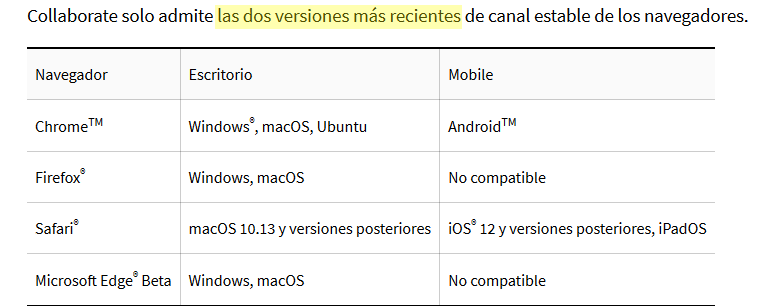 Collaborate solo admite las dos versiones más recientes de canal estable de los navegadores.
Navegador Escritorio Mobile
Chrome™ Windows®, macOS, Ubuntu Android™
Firefox® Windows, macOS No compatible
Safari® macOS 10.13 y versiones posteriores iOS® 12 y versiones posteriores, iPadOS
Microsoft Edge® Beta Windows, macOS No compatible